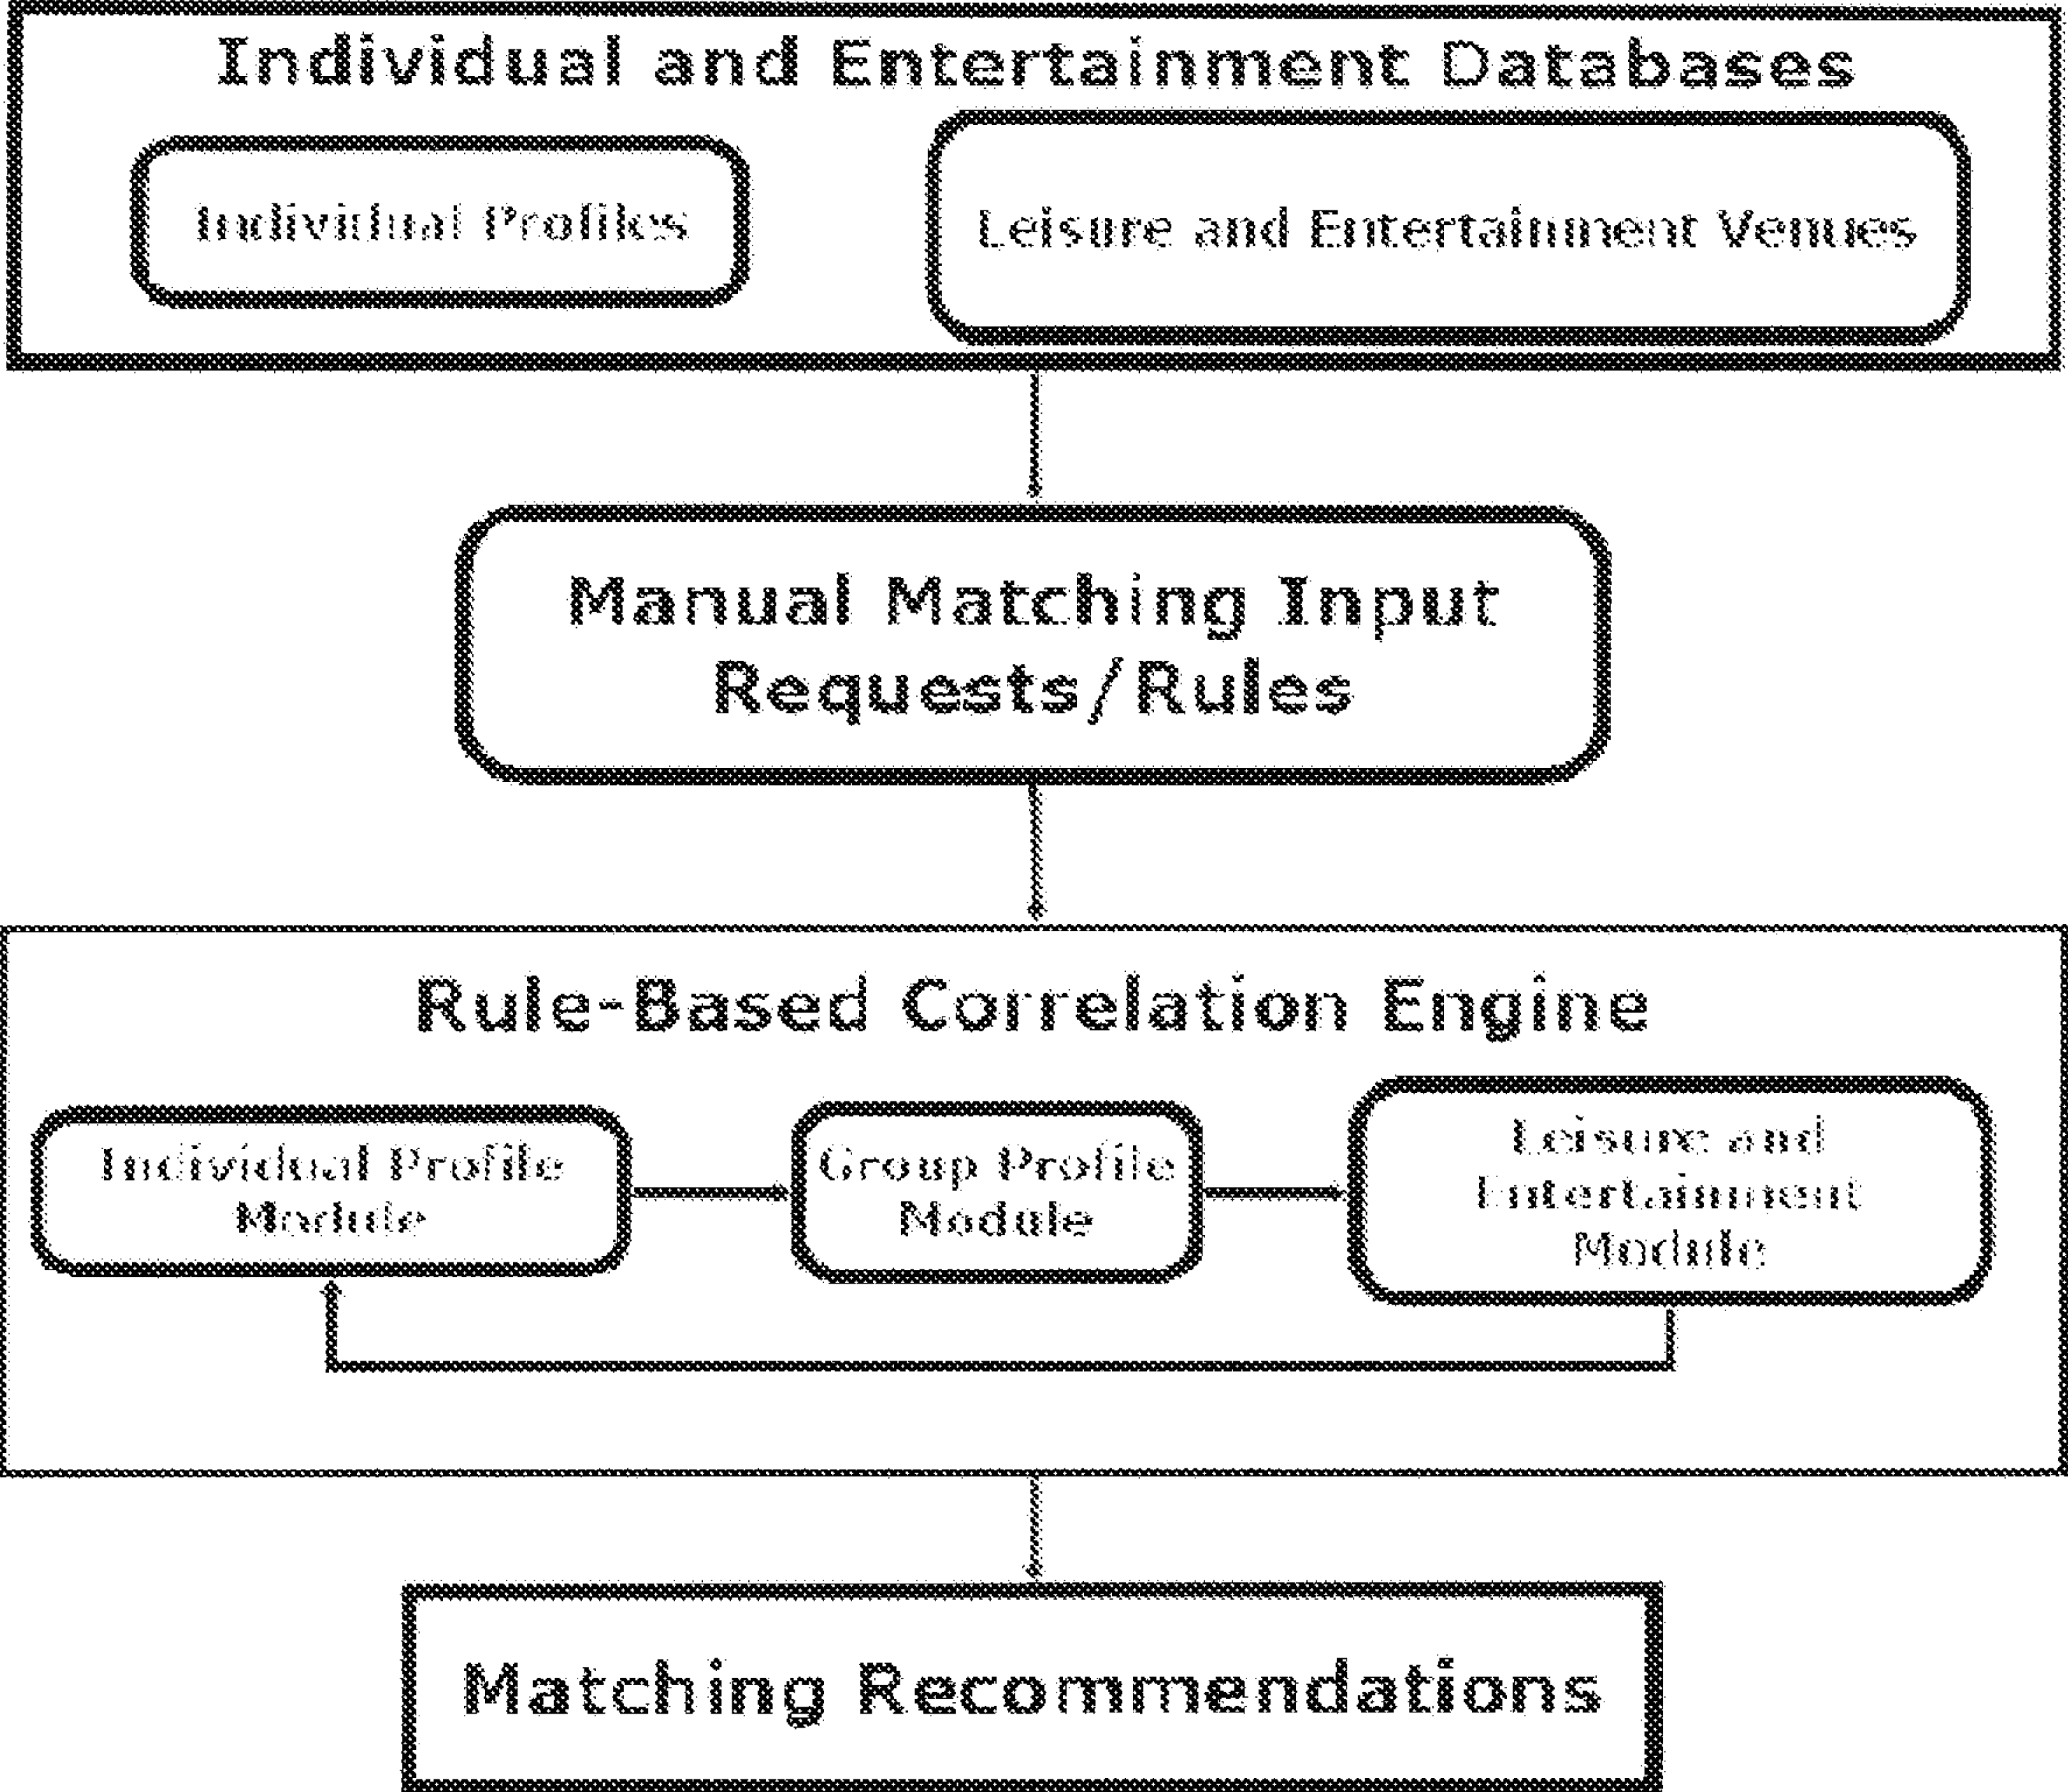 Individual and Entertainment Databases
Individual Profiles
Leisure and Entertainment Venues
Manual Matching Input
Requests/Rules
Rule-Based Correlation Engine
Individual Profile
Module
Group Profile
Module
Leisure and
Entertainment
Module
Matching Recommendations